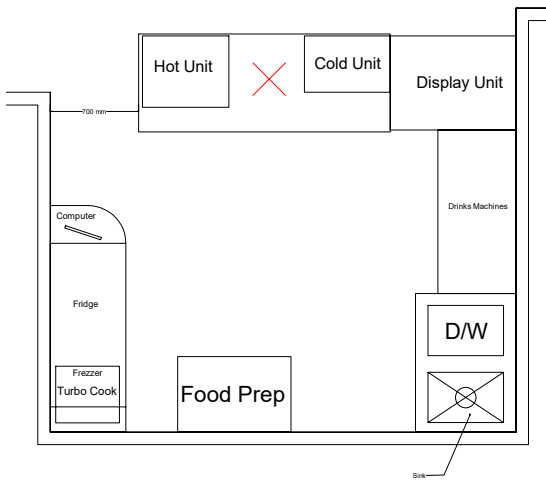 Hot Unit
Cold Unit
Display Unit
700 mm
Drinks Machines
Computer
Fridge
D/W
Frezzer
Turbo Cook
Food Prep
Sink